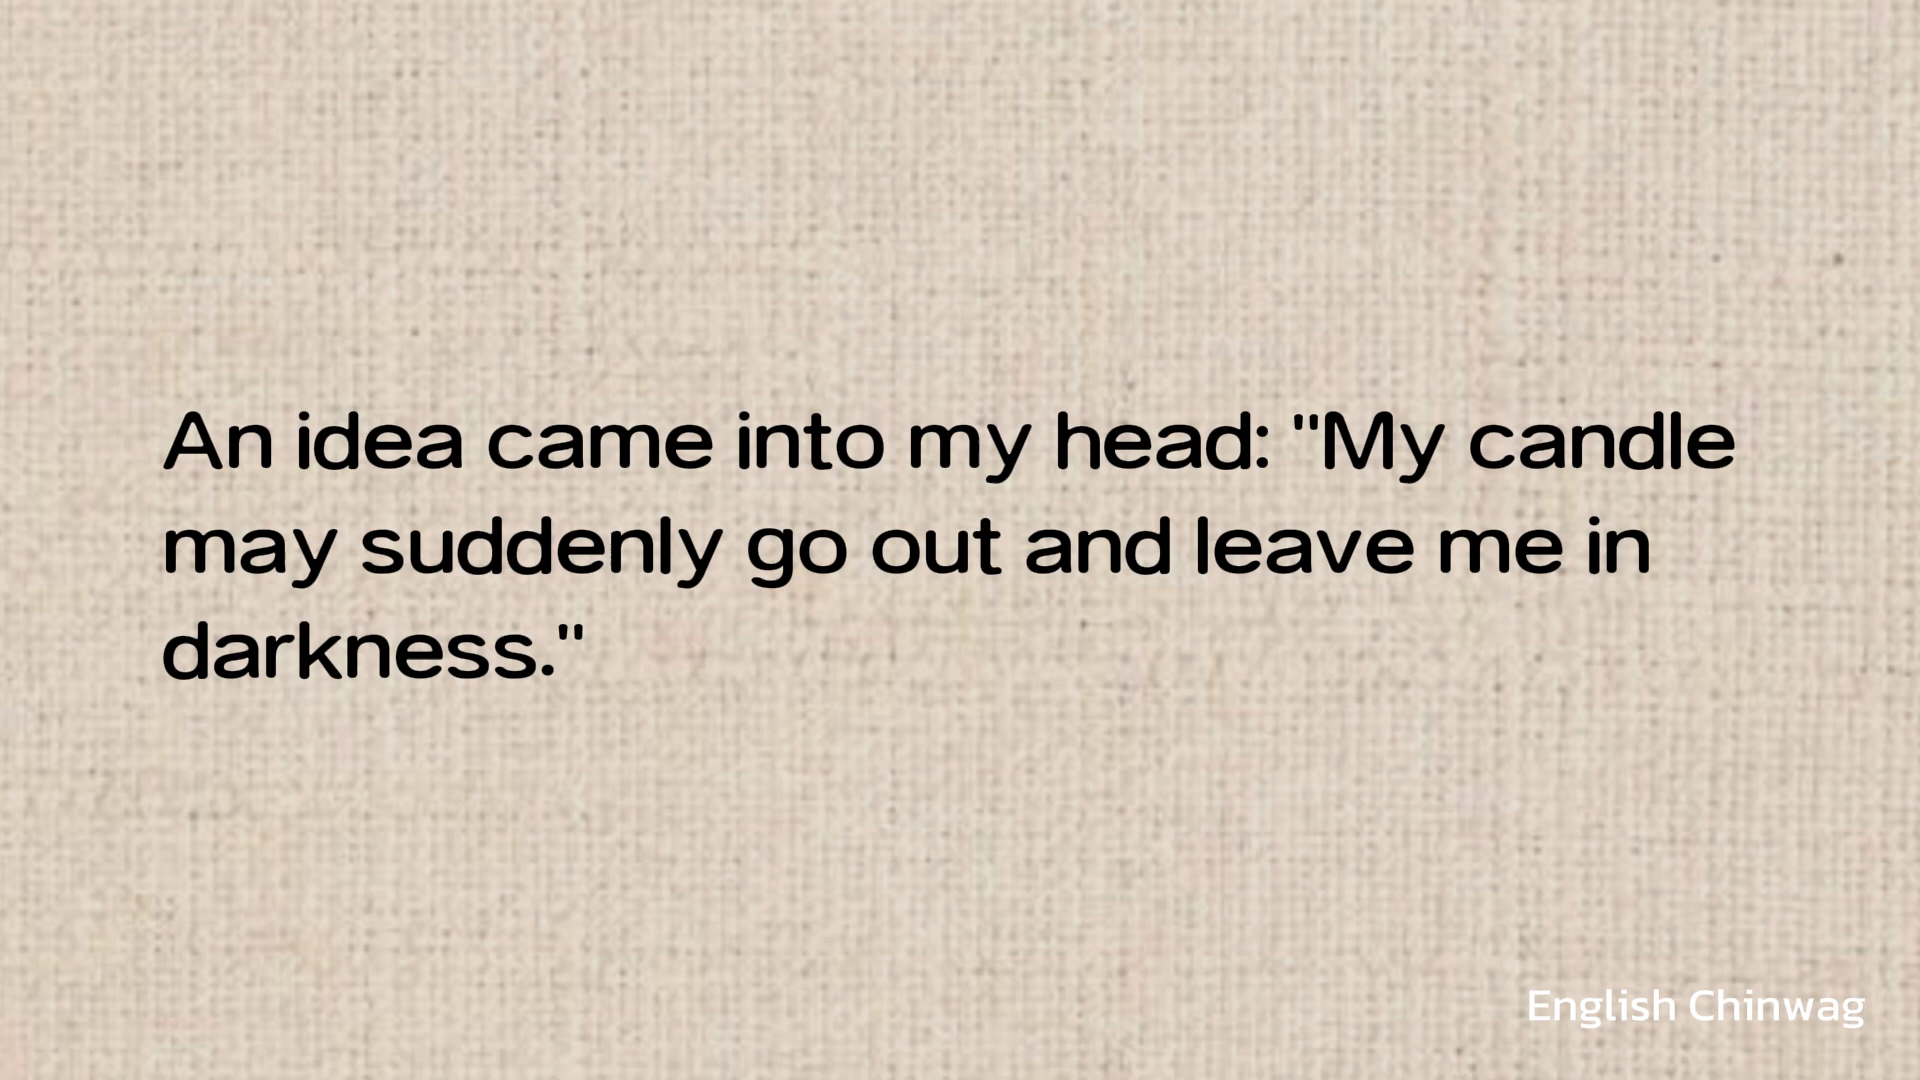 An idea came into my head: "My candle
may suddenly go out and leave me in
darkness."
English Chinwag